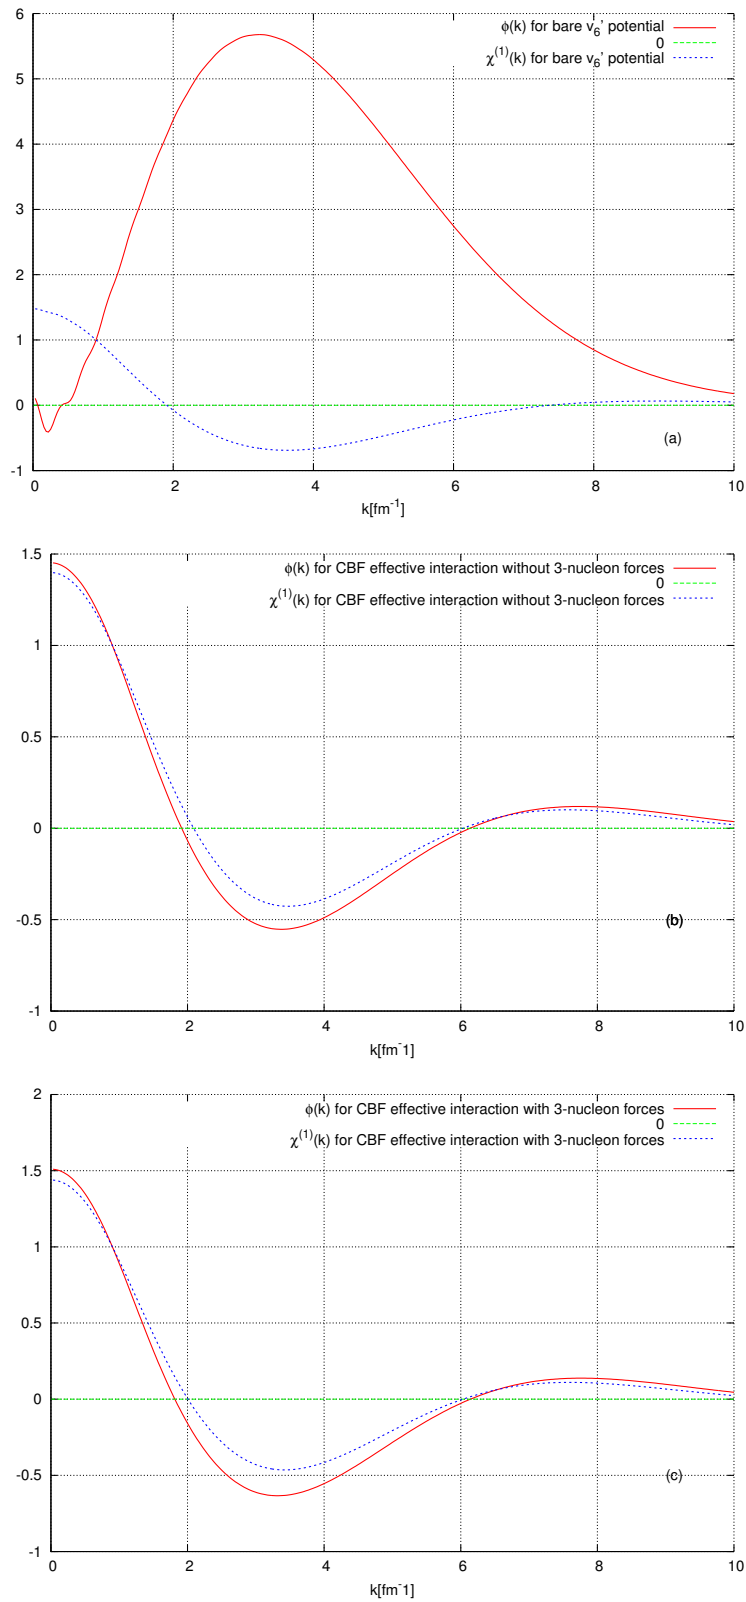 6
5
4
3
2
1
0
-1
ϕ(k) for bare v₆' potential
0
χ⁽¹⁾(k) for bare v₆' potential
(a)
0 2 4 6 8 10
k[fm⁻¹]
1.5
1
0.5
0
-0.5
-1
ϕ(k) for CBF effective interaction without 3-nucleon forces
0
χ⁽¹⁾(k) for CBF effective interaction without 3-nucleon forces
(b)
0 2 4 6 8 10
k[fm⁻1]
2
1.5
1
0.5
0
-0.5
-1
ϕ(k) for CBF effective interaction with 3-nucleon forces
0
χ⁽¹⁾(k) for CBF effective interaction with 3-nucleon forces
(c)
0 2 4 6 8 10
k[fm⁻1]